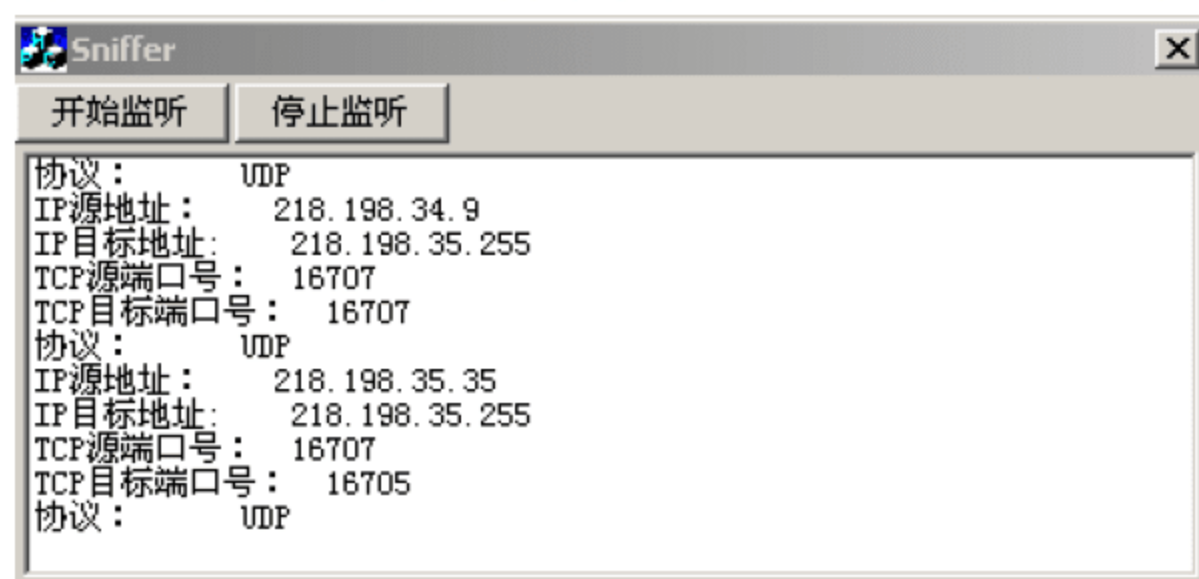 Sniffer
开始监听 停止监听
协议： UDP
IP源地址： 218.198.34.9
IP目标地址: 218.198.35.255
TCP源端口号： 16707
TCP目标端口号： 16707
协议： UDP
IP源地址： 218.198.35.35
IP目标地址: 218.198.35.255
TCP源端口号： 16707
TCP目标端口号： 16705
协议： UDP